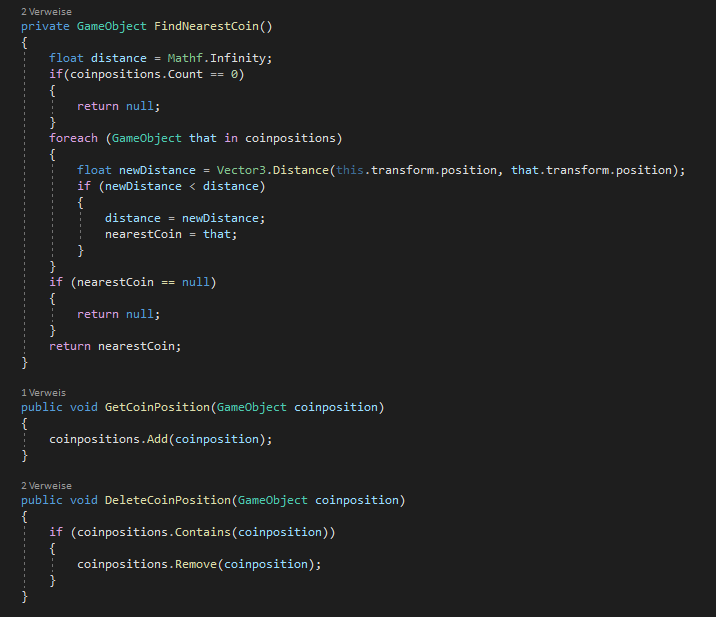 2 Verweise
private GameObject FindNearestCoin()
{
float distance = Mathf.Infinity;
if(coinpositions.Count == 0)
{
return null;
}
foreach (GameObject that in coinpositions)
{
float newDistance = Vector3.Distance(this.transform.position, that.transform.position);
if (newDistance < distance)
{
distance = newDistance;
nearestCoin = that;
}
}
if (nearestCoin == null)
{
return null;
}
return nearestCoin;
}
1 Verweis
public void GetCoinPosition(GameObject coinposition)
{
coinpositions.Add(coinposition);
}
2 Verweise
public void DeleteCoinPosition(GameObject coinposition)
{
if (coinpositions.Contains(coinposition))
{
coinpositions.Remove(coinposition);
}
}